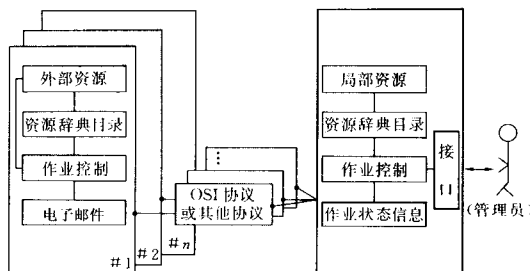 外部资源
资源辞典目录
作业控制
电子邮件
#1
#2
#n
⋮
OSI协议
或其他协议
局部资源
资源辞典目录
作业控制
作业状态信息
接口
(管理员)